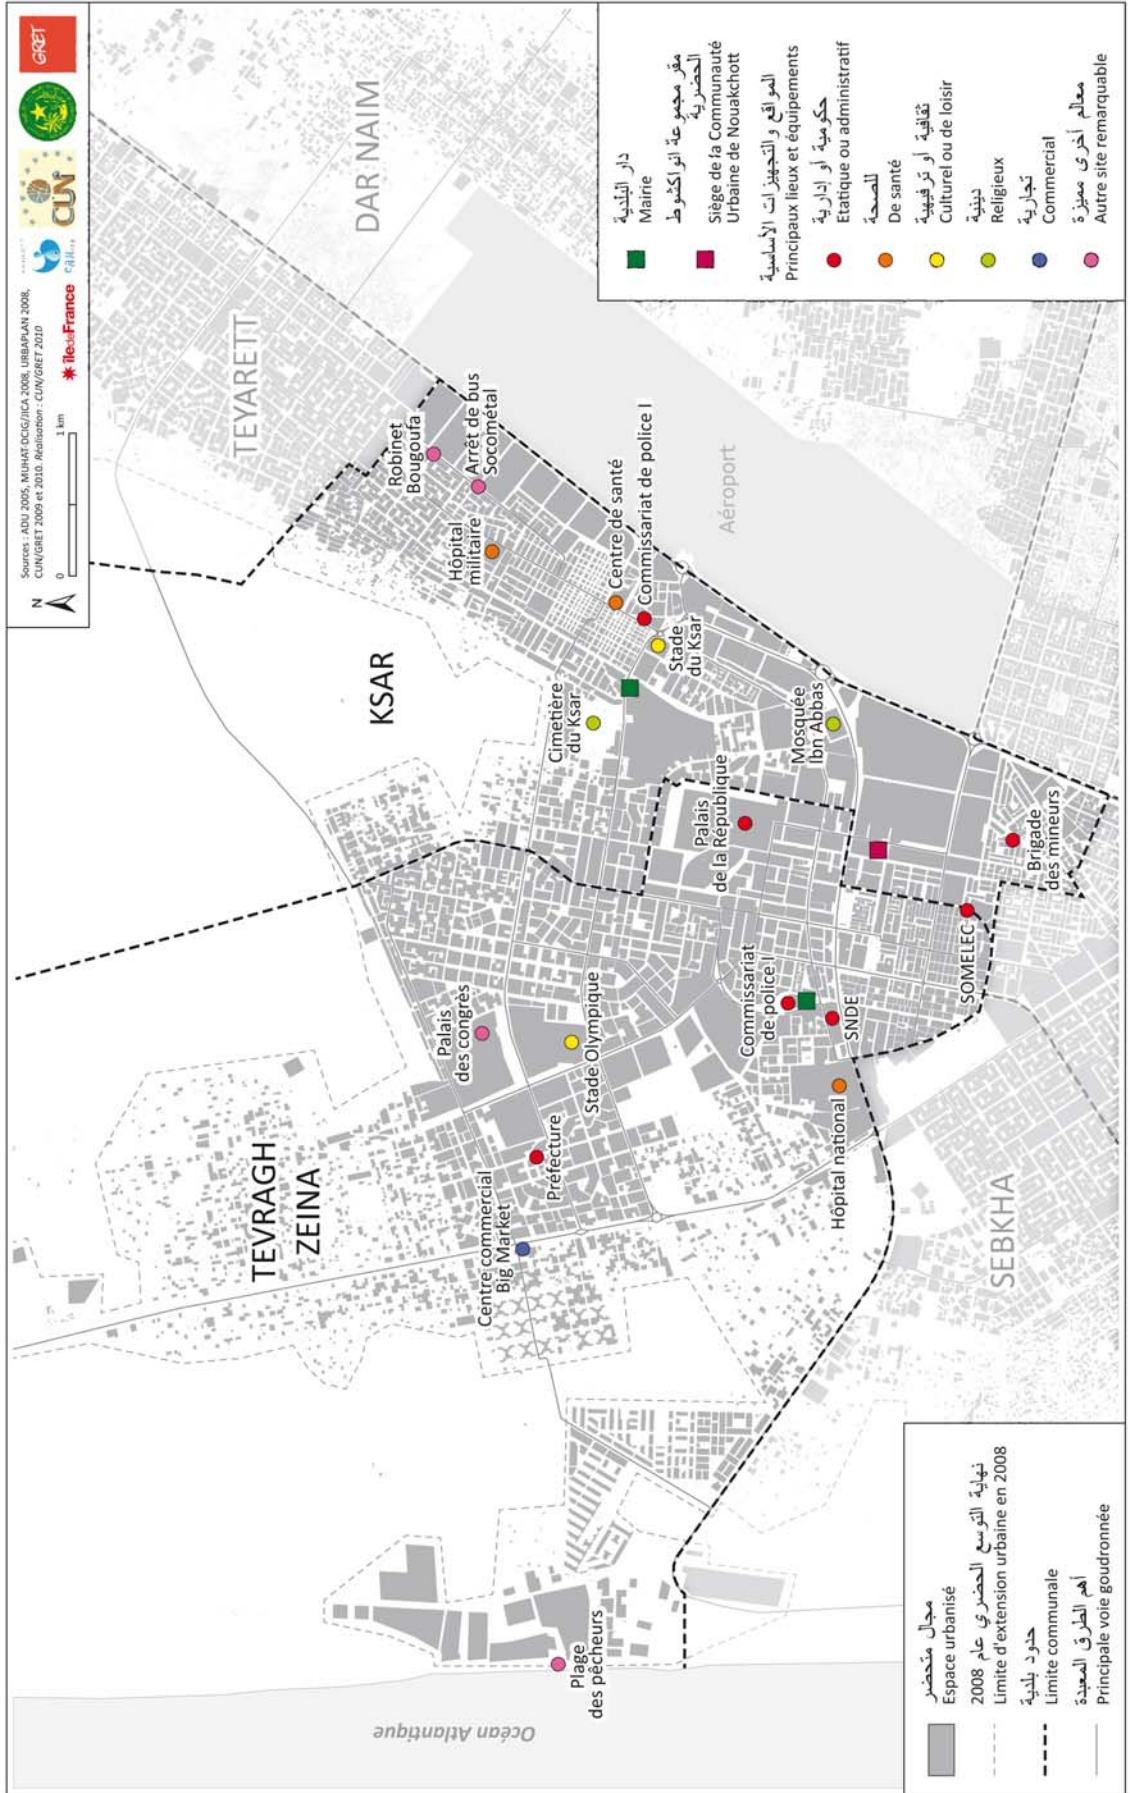 Sources : ADU 2005, MUHAT-DCIG/JICA 2008, URBAPLAN 2008,
CUN/GRET 2009 et 2010. Réalisation : CUN/GRET 2010
N
0
1 km
îledeFrance
CUN
GRET
TEVRAGH
ZEINA
KSAR
TEYARETT
DAR NAIM
SEBKHA
Océan Atlantique
Aéroport
Plage
des pêcheurs
Centre commercial
Big Market
Préfecture
Palais
des congrès
Stade Olympique
Hôpital national
Commissariat
de police I
SNDE
SOMELEC
Palais
de la République
Brigade
des mineurs
Mosquée
Ibn Abbas
Cimetière
du Ksar
Stade
du Ksar
Commissariat de police I
Centre de santé
Hôpital
militaire
Arrêt de bus
Socométal
Robinet
Bougoufa
مجال متحضر
Espace urbanisé
نهاية التوسع الحضري عام 2008
Limite d'extension urbaine en 2008
حدود بلدية
Limite communale
أهم الطرق المعبدة
Principale voie goudronnée
دار البلدية
Mairie
مقر مجموعة انواكشوط
الحضرية
Siège de la Communauté
Urbaine de Nouakchott
المواقع والتجهيزات الأساسية
Principaux lieux et équipements
حكومية أو إدارية
Etatique ou administratif
للصحة
De santé
ثقافية أو ترفيهية
Culturel ou de loisir
دينية
Religieux
تجارية
Commercial
معالم أخرى مميزة
Autre site remarquable